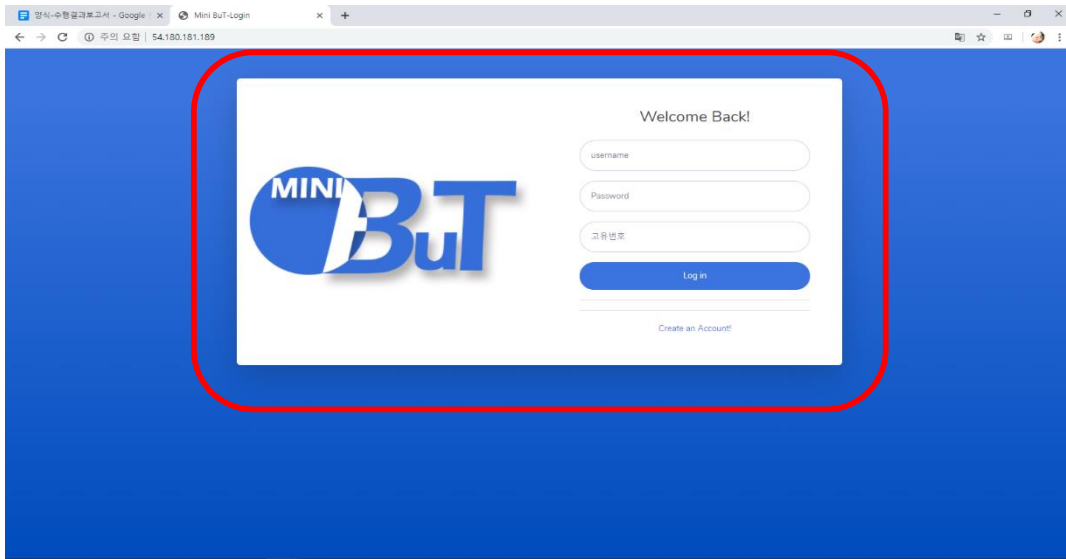 양식-수행결과보고서 - Google
Mini BuT-Login
주의 요함
54.180.181.189
Welcome Back!
username
MINI
BuT
Password
고유번호
Log in
Create an Account!